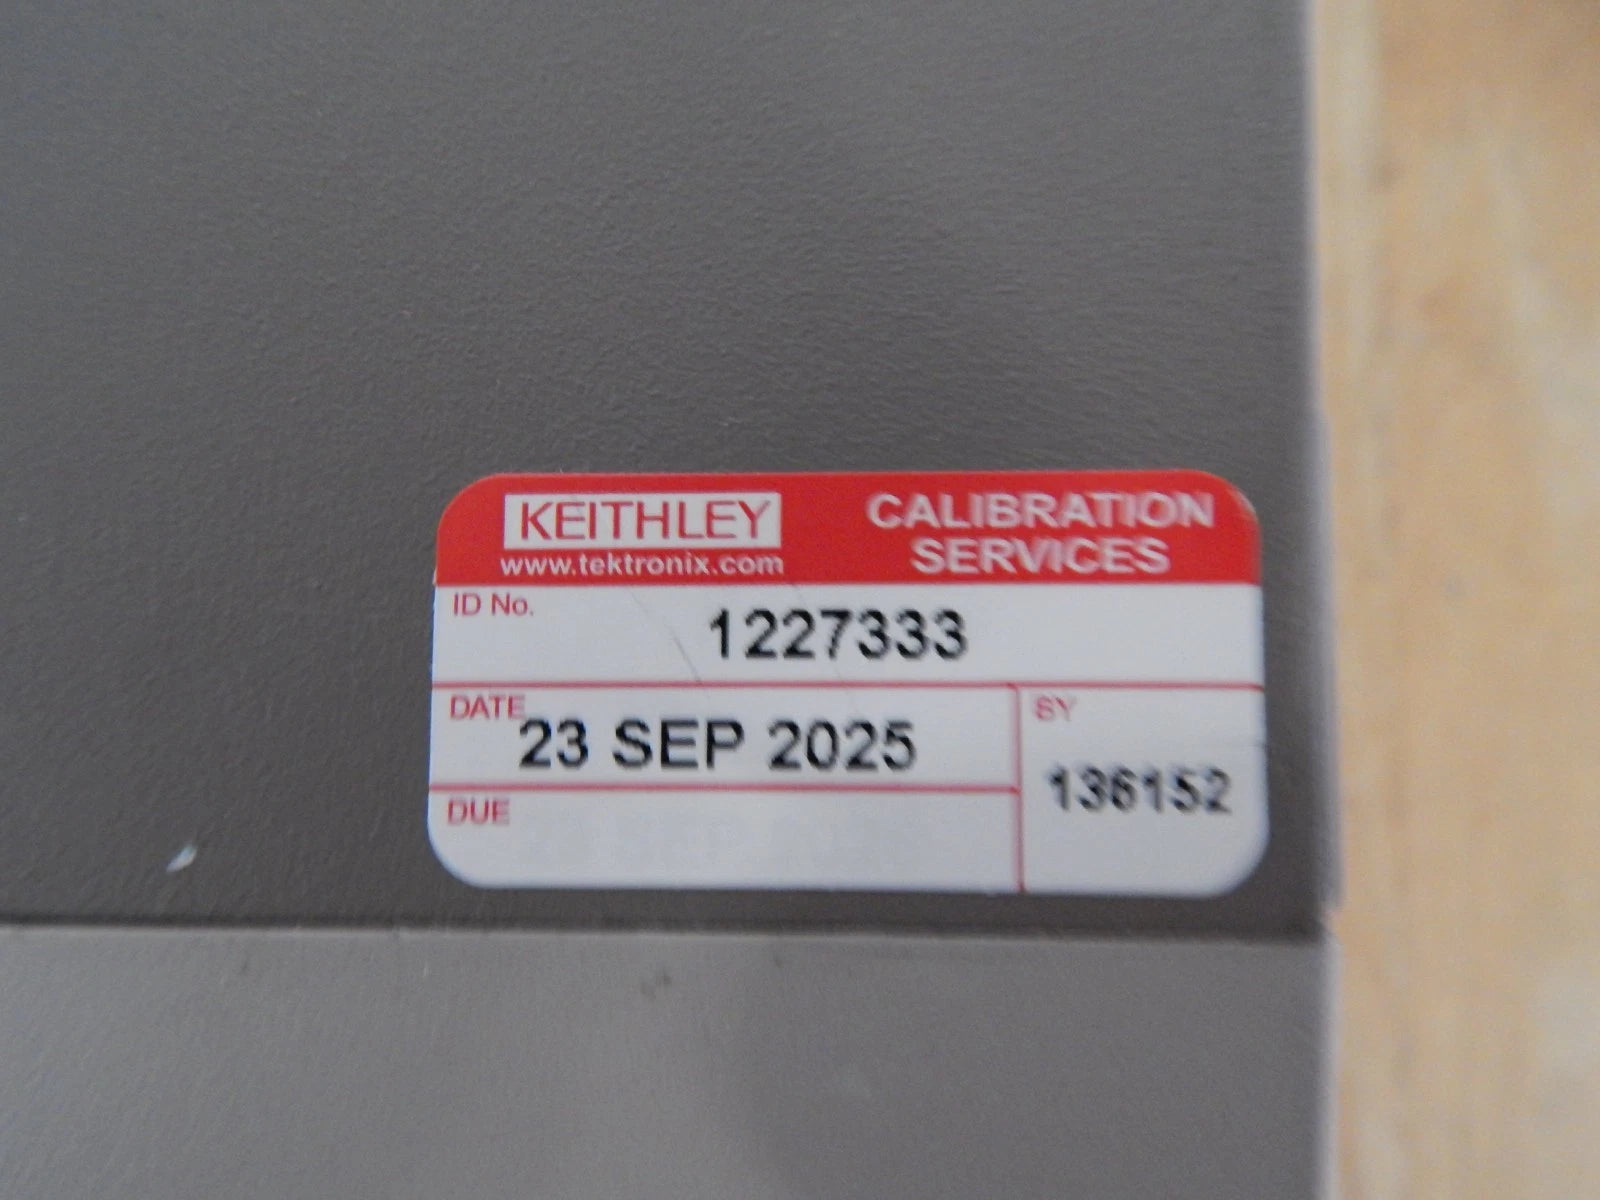 KEITHLEY
www.tektronix.com
CALIBRATION
SERVICES
ID No.
1227333
DATE
23 SEP 2025
BY
136152
DUE